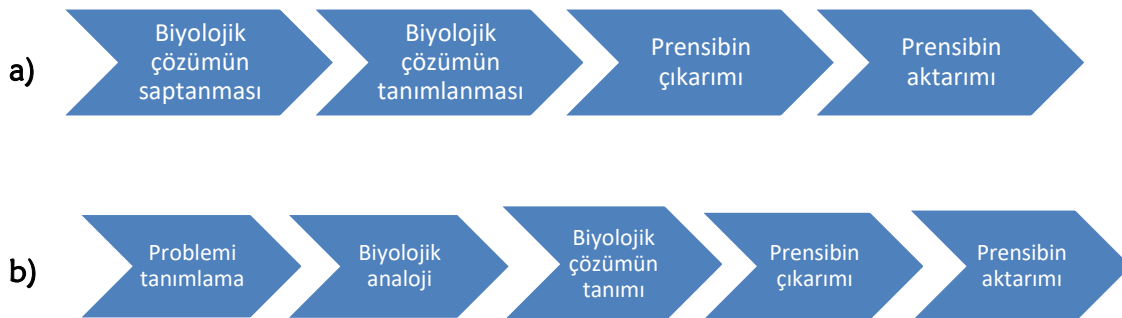 a)
Biyolojik
çözümün
saptanması
Biyolojik
çözümün
tanımlanması
Prensibin
çıkarımı
Prensibin
aktarımı
b)
Problemi
tanımlama
Biyolojik
analoji
Biyolojik
çözümün
tanımı
Prensibin
çıkarımı
Prensibin
aktarımı